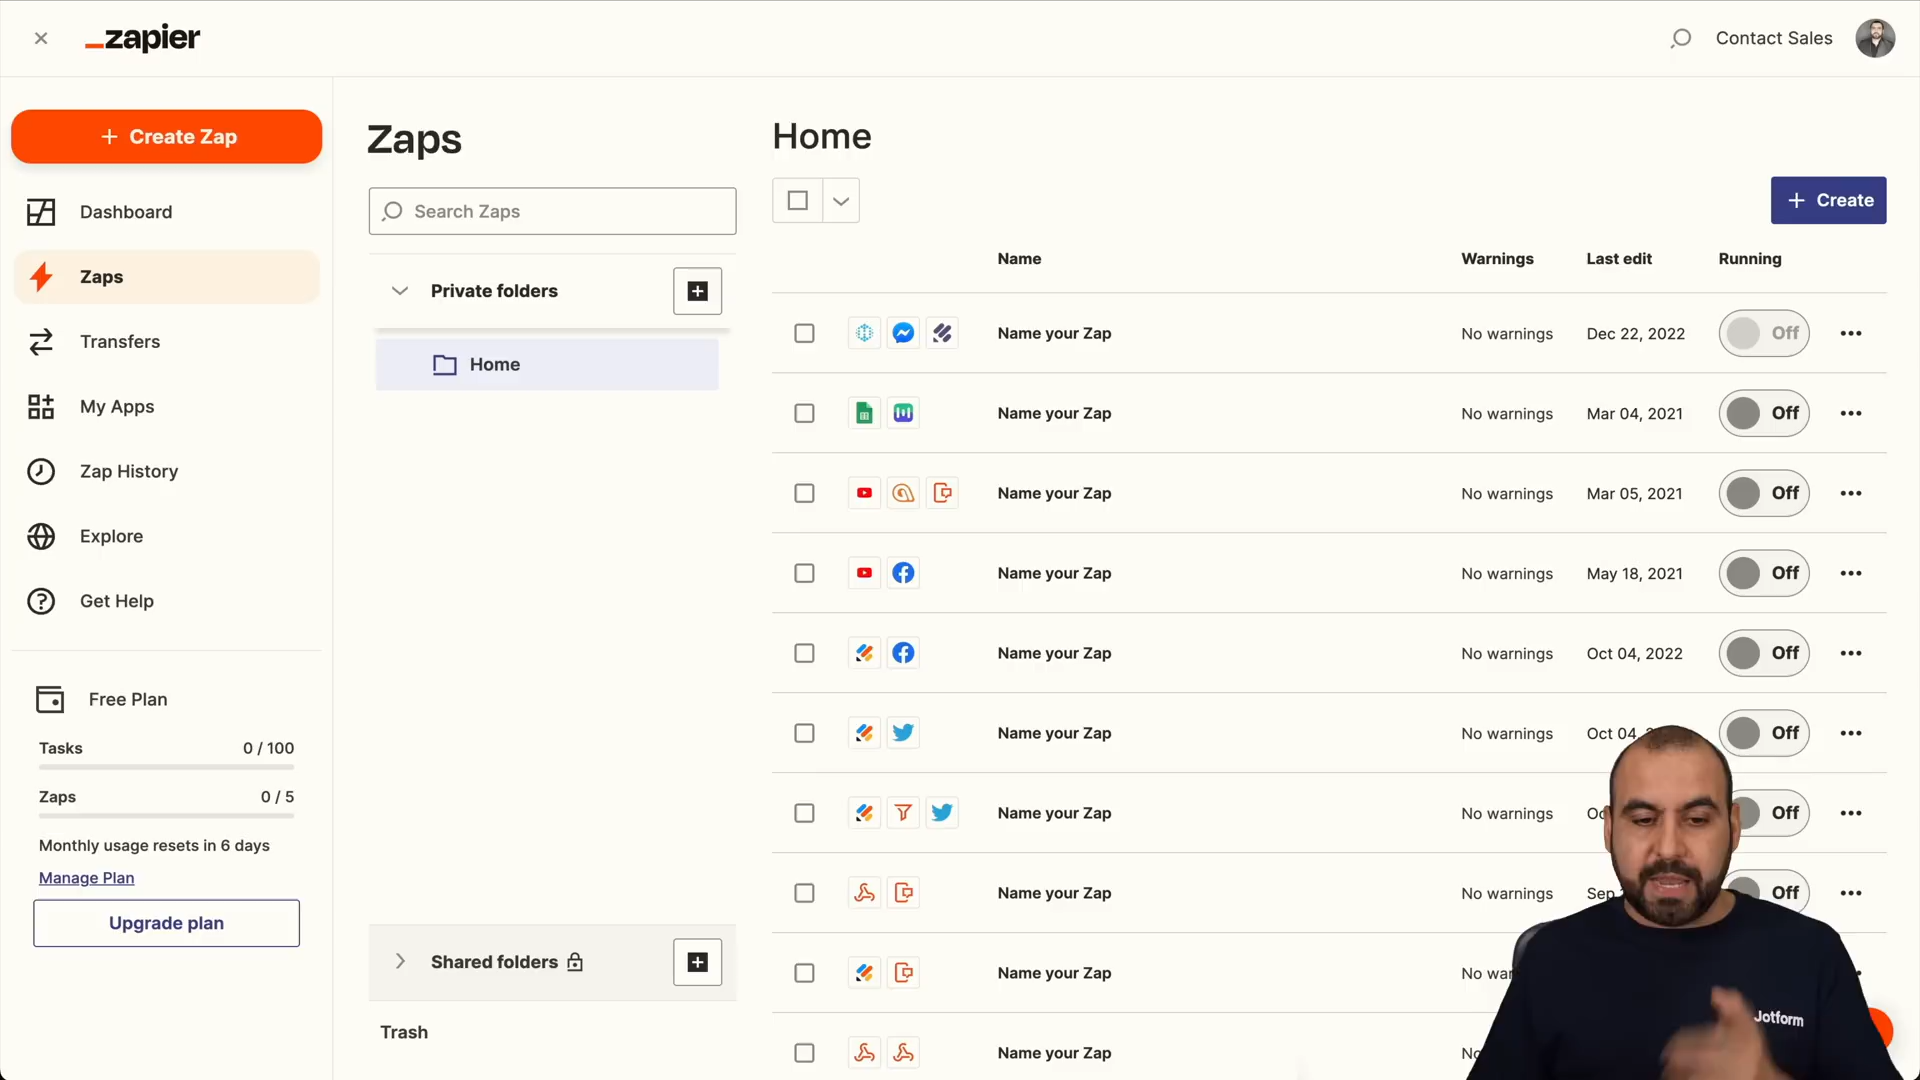 zapier
Contact Sales
+ Create Zap
Dashboard
Zaps
Transfers
My Apps
Zap History
Explore
Get Help
Free Plan
Tasks 0 / 100
Zaps 0 / 5
Monthly usage resets in 6 days
Manage Plan
Upgrade plan
Zaps
Search Zaps
Private folders
Home
Shared folders
Trash
Home
+ Create
Name Warnings Last edit Running
Name your Zap No warnings Dec 22, 2022 Off
Name your Zap No warnings Mar 04, 2021 Off
Name your Zap No warnings Mar 05, 2021 Off
Name your Zap No warnings May 18, 2021 Off
Name your Zap No warnings Oct 04, 2022 Off
Name your Zap No warnings Oct 04, Off
Name your Zap No warnings Off
Name your Zap No warnings Sep Off
Name your Zap No
Name your Zap
Jotform